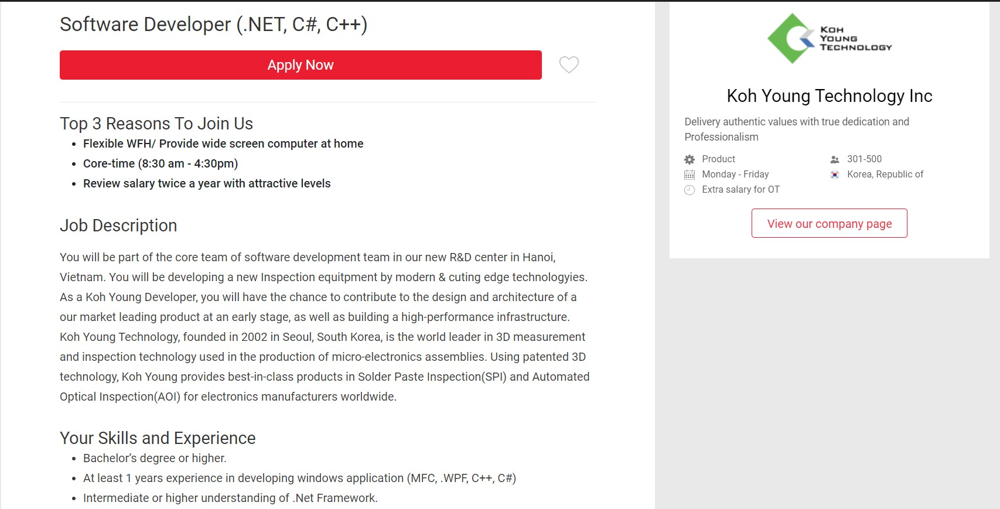 Software Developer (.NET, C#, C++)
Apply Now
Top 3 Reasons To Join Us
Flexible WFH/ Provide wide screen computer at home
Core-time (8:30 am - 4:30pm)
Review salary twice a year with attractive levels
Job Description
You will be part of the core team of software development team in our new R&D center in Hanoi,
Vietnam. You will be developing a new Inspection equitpment by modern & cuting edge technologyies.
As a Koh Young Developer, you will have the chance to contribute to the design and architecture of a
our market leading product at an early stage, as well as building a high-performance infrastructure.
Koh Young Technology, founded in 2002 in Seoul, South Korea, is the world leader in 3D measurement
and inspection technology used in the production of micro-electronics assemblies. Using patented 3D
technology, Koh Young provides best-in-class products in Solder Paste Inspection(SPI) and Automated
Optical Inspection(AOI) for electronics manufacturers worldwide.
Your Skills and Experience
Bachelor’s degree or higher.
At least 1 years experience in developing windows application (MFC, .WPF, C++, C#)
Intermediate or higher understanding of .Net Framework.
KOH
YOUNG
TECHNOLOGY
Koh Young Technology Inc
Delivery authentic values with true dedication and
Professionalism
Product
301-500
Monday - Friday
Korea, Republic of
Extra salary for OT
View our company page